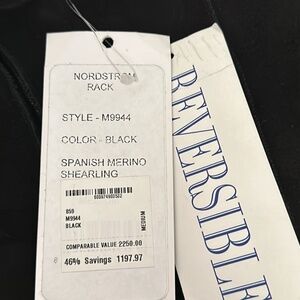 NORDSTROM
RACK
STYLE - M9944
COLOR - BLACK
SPANISH MERINO
SHEARLING
859
M9944
BLACK
MEDIUM
COMPARABLE VALUE 2250.00
46% Savings 1197.97
REVERSIBLE